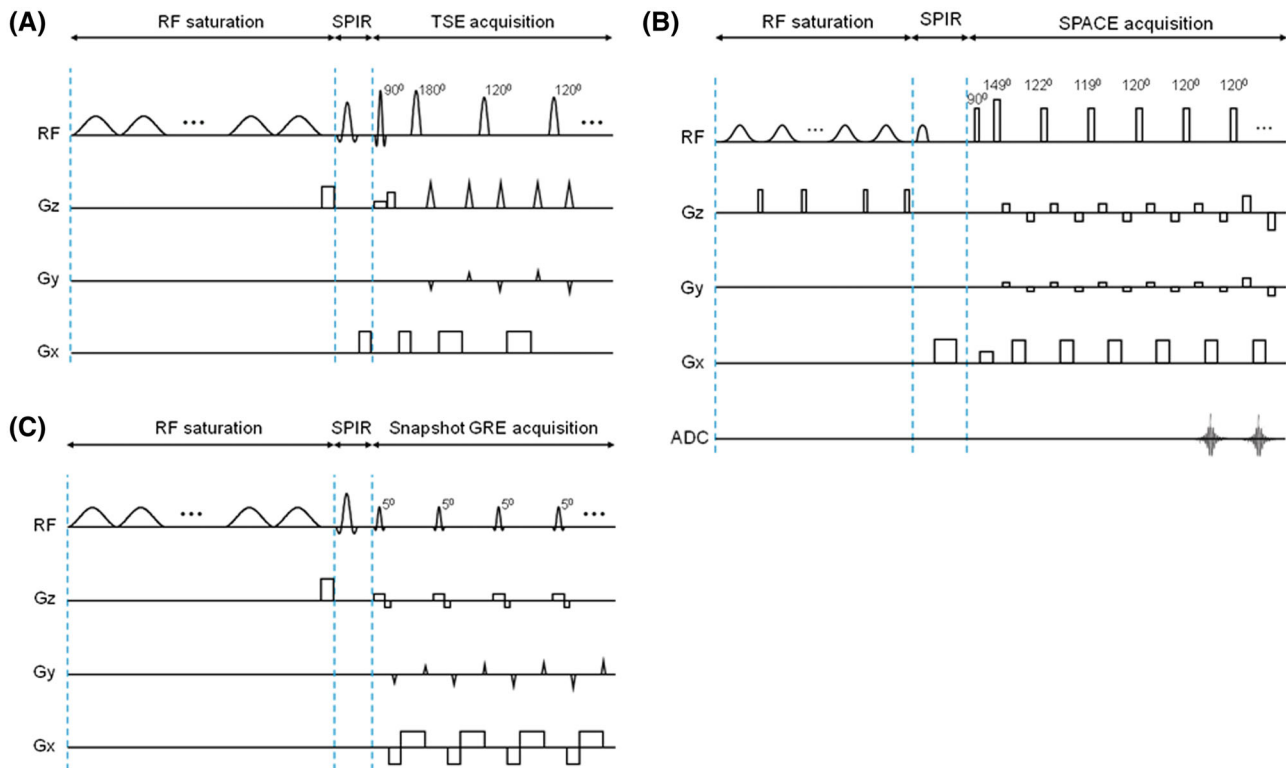 (A)
RF saturation SPIR TSE acquisition
90⁰ 180⁰ 120⁰ 120⁰
RF ••• •••
Gz
Gy
Gx
(B)
RF saturation SPIR SPACE acquisition
90⁰ 149⁰ 122⁰ 119⁰ 120⁰ 120⁰ 120⁰
RF ... ...
Gz
Gy
Gx
ADC
(C)
RF saturation SPIR Snapshot GRE acquisition
5⁰ 5⁰ 5⁰ 5⁰
RF ••• •••
Gz
Gy
Gx